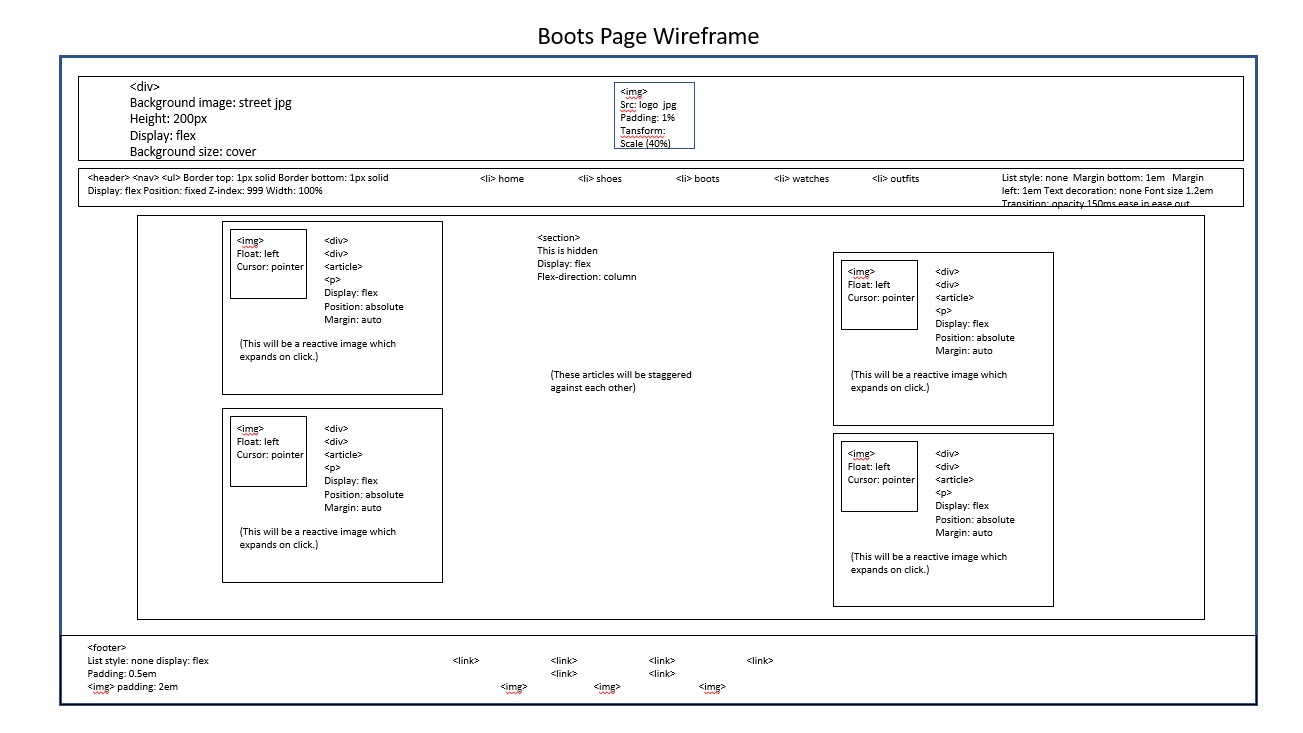 Boots Page Wireframe
<div>
Background image: street jpg
Height: 200px
Display: flex
Background size: cover
<img>
Src: logo jpg
Padding: 1%
Tansform:
Scale (40%)
<header> <nav> <ul> Border top: 1px solid Border bottom: 1px solid
Display: flex Position: fixed Z-index: 999 Width: 100%
<li> home
<li> shoes
<li> boots
<li> watches
<li> outfits
List style: none Margin bottom: 1em Margin
left: 1em Text decoration: none Font size 1.2em
Transition: opacity 150ms ease in ease out
<img>
Float: left
Cursor: pointer
<div>
<div>
<article>
<p>
Display: flex
Position: absolute
Margin: auto
(This will be a reactive image which
expands on click.)
<section>
This is hidden
Display: flex
Flex-direction: column
(These articles will be staggered
against each other)
<img>
Float: left
Cursor: pointer
<div>
<div>
<article>
<p>
Display: flex
Position: absolute
Margin: auto
(This will be a reactive image which
expands on click.)
<img>
Float: left
Cursor: pointer
<div>
<div>
<article>
<p>
Display: flex
Position: absolute
Margin: auto
(This will be a reactive image which
expands on click.)
<img>
Float: left
Cursor: pointer
<div>
<div>
<article>
<p>
Display: flex
Position: absolute
Margin: auto
(This will be a reactive image which
expands on click.)
<footer>
List style: none display: flex
Padding: 0.5em
<img> padding: 2em
<link> <link> <link> <link>
<link> <link>
<img> <img> <img>